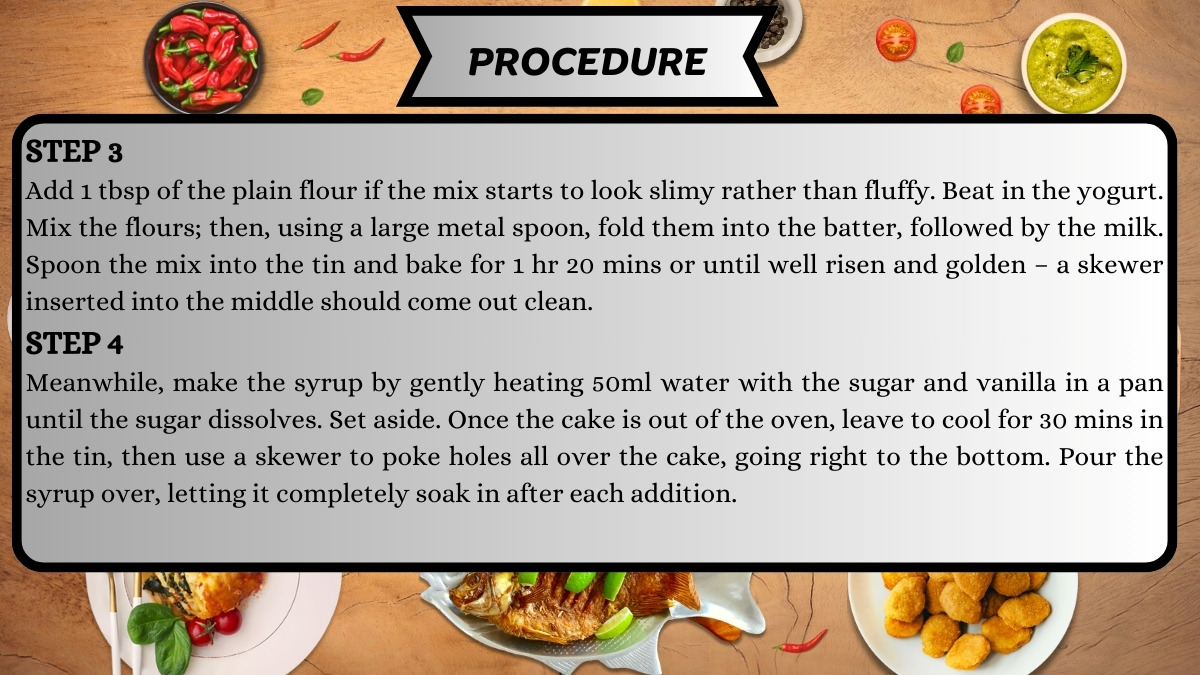 PROCEDURE
STEP 3
Add 1 tbsp of the plain flour if the mix starts to look slimy rather than fluffy. Beat in the yogurt.
Mix the flours; then, using a large metal spoon, fold them into the batter, followed by the milk.
Spoon the mix into the tin and bake for 1 hr 20 mins or until well risen and golden – a skewer
inserted into the middle should come out clean.
STEP 4
Meanwhile, make the syrup by gently heating 50ml water with the sugar and vanilla in a pan
until the sugar dissolves. Set aside. Once the cake is out of the oven, leave to cool for 30 mins in
the tin, then use a skewer to poke holes all over the cake, going right to the bottom. Pour the
syrup over, letting it completely soak in after each addition.